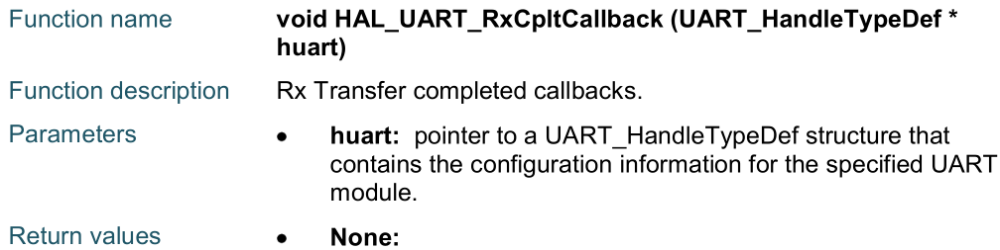 Function name void HAL_UART_RxCpltCallback (UART_HandleTypeDef *
huart)
Function description Rx Transfer completed callbacks.
Parameters • huart: pointer to a UART_HandleTypeDef structure that
contains the configuration information for the specified UART
module.
Return values • None: